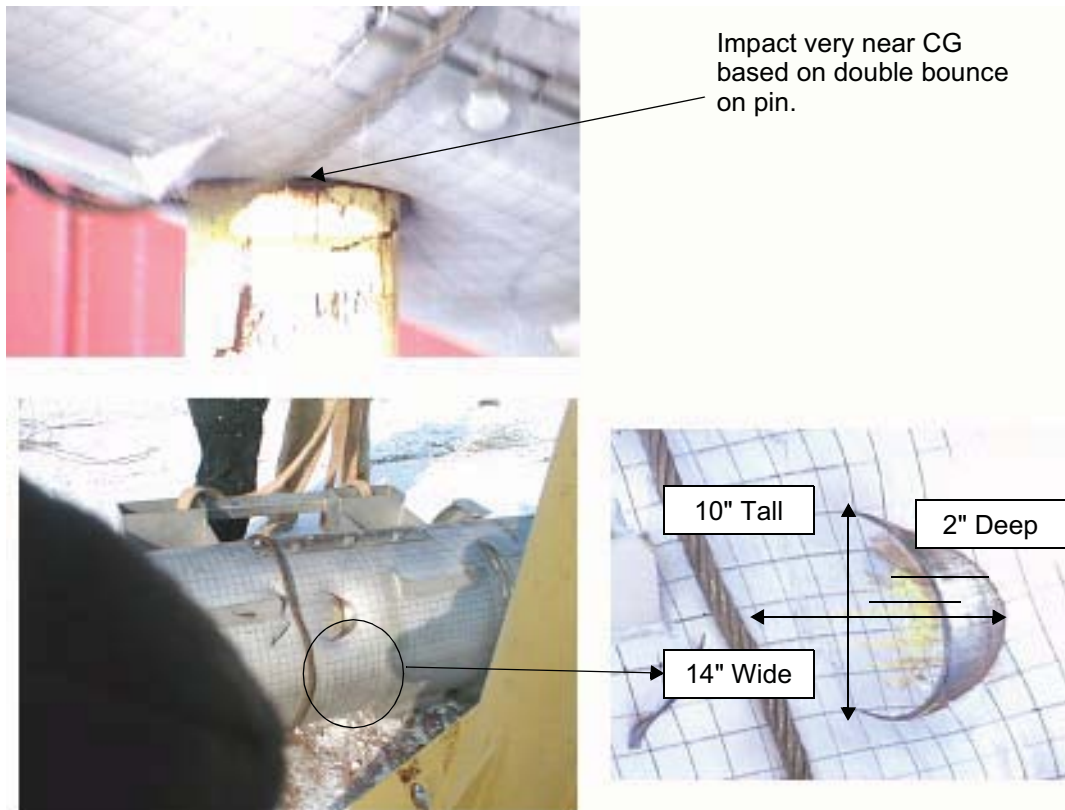 Impact very near CG
based on double bounce
on pin.
10" Tall
2" Deep
14" Wide